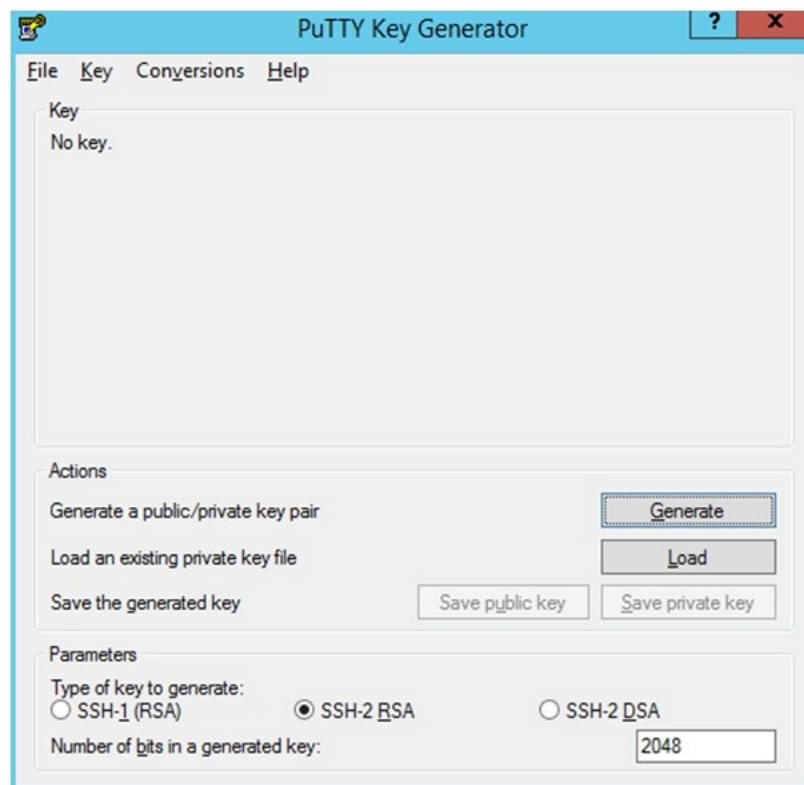 PuTTY Key Generator
?
x
File Key Conversions Help
Key
No key.
Actions
Generate a public/private key pair Generate
Load an existing private key file Load
Save the generated key Save public key Save private key
Parameters
Type of key to generate:
SSH-1 (RSA) SSH-2 RSA SSH-2 DSA
Number of bits in a generated key: 2048